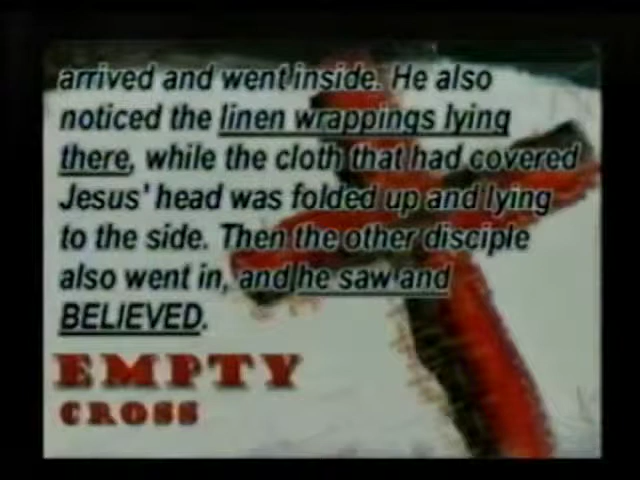 arrived and went inside. He also
noticed the linen wrappings lying
there, while the cloth that had covered
Jesus' head was folded up and lying
to the side. Then the other disciple
also went in, and he saw and
BELIEVED.
EMPTY
CROSS